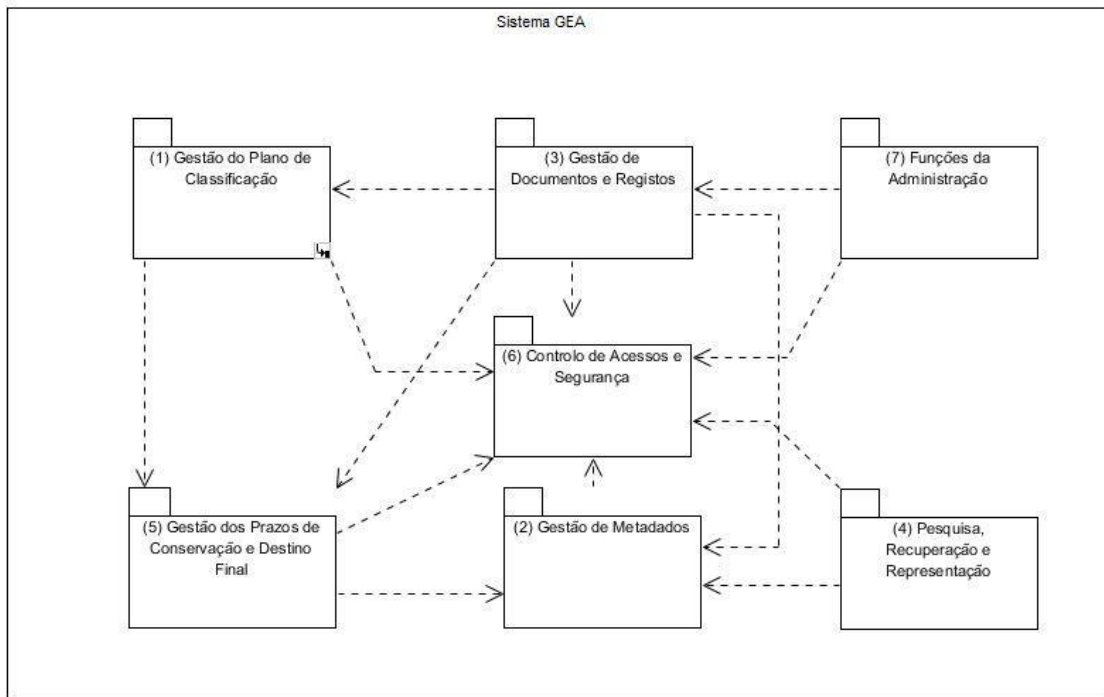 Sistema GEA
(1) Gestão do Plano de
Classificação
(3) Gestão de
Documentos e Registos
(7) Funções da
Administração
(6) Controlo de Acessos e
Segurança
(5) Gestão dos Prazos de
Conservação e Destino
Final
(2) Gestão de Metadados
(4) Pesquisa,
Recuperação e
Representação